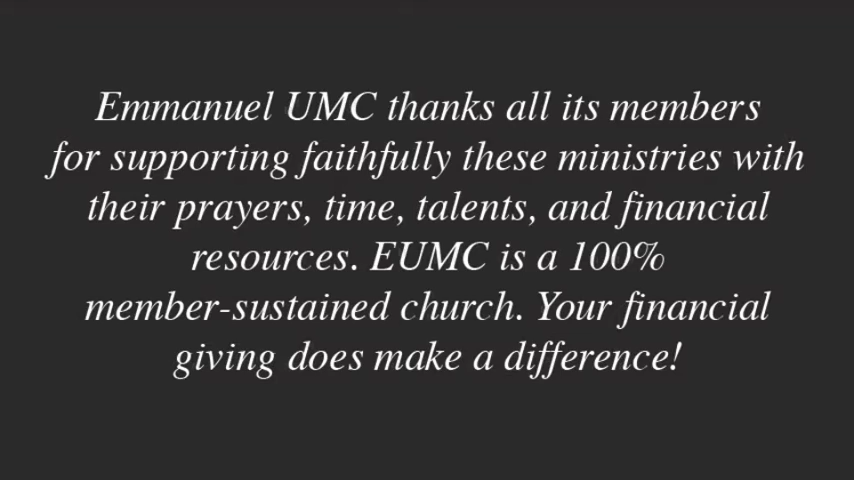 Emmanuel UMC thanks all its members
for supporting faithfully these ministries with
their prayers, time, talents, and financial
resources. EUMC is a 100%
member-sustained church. Your financial
giving does make a difference!